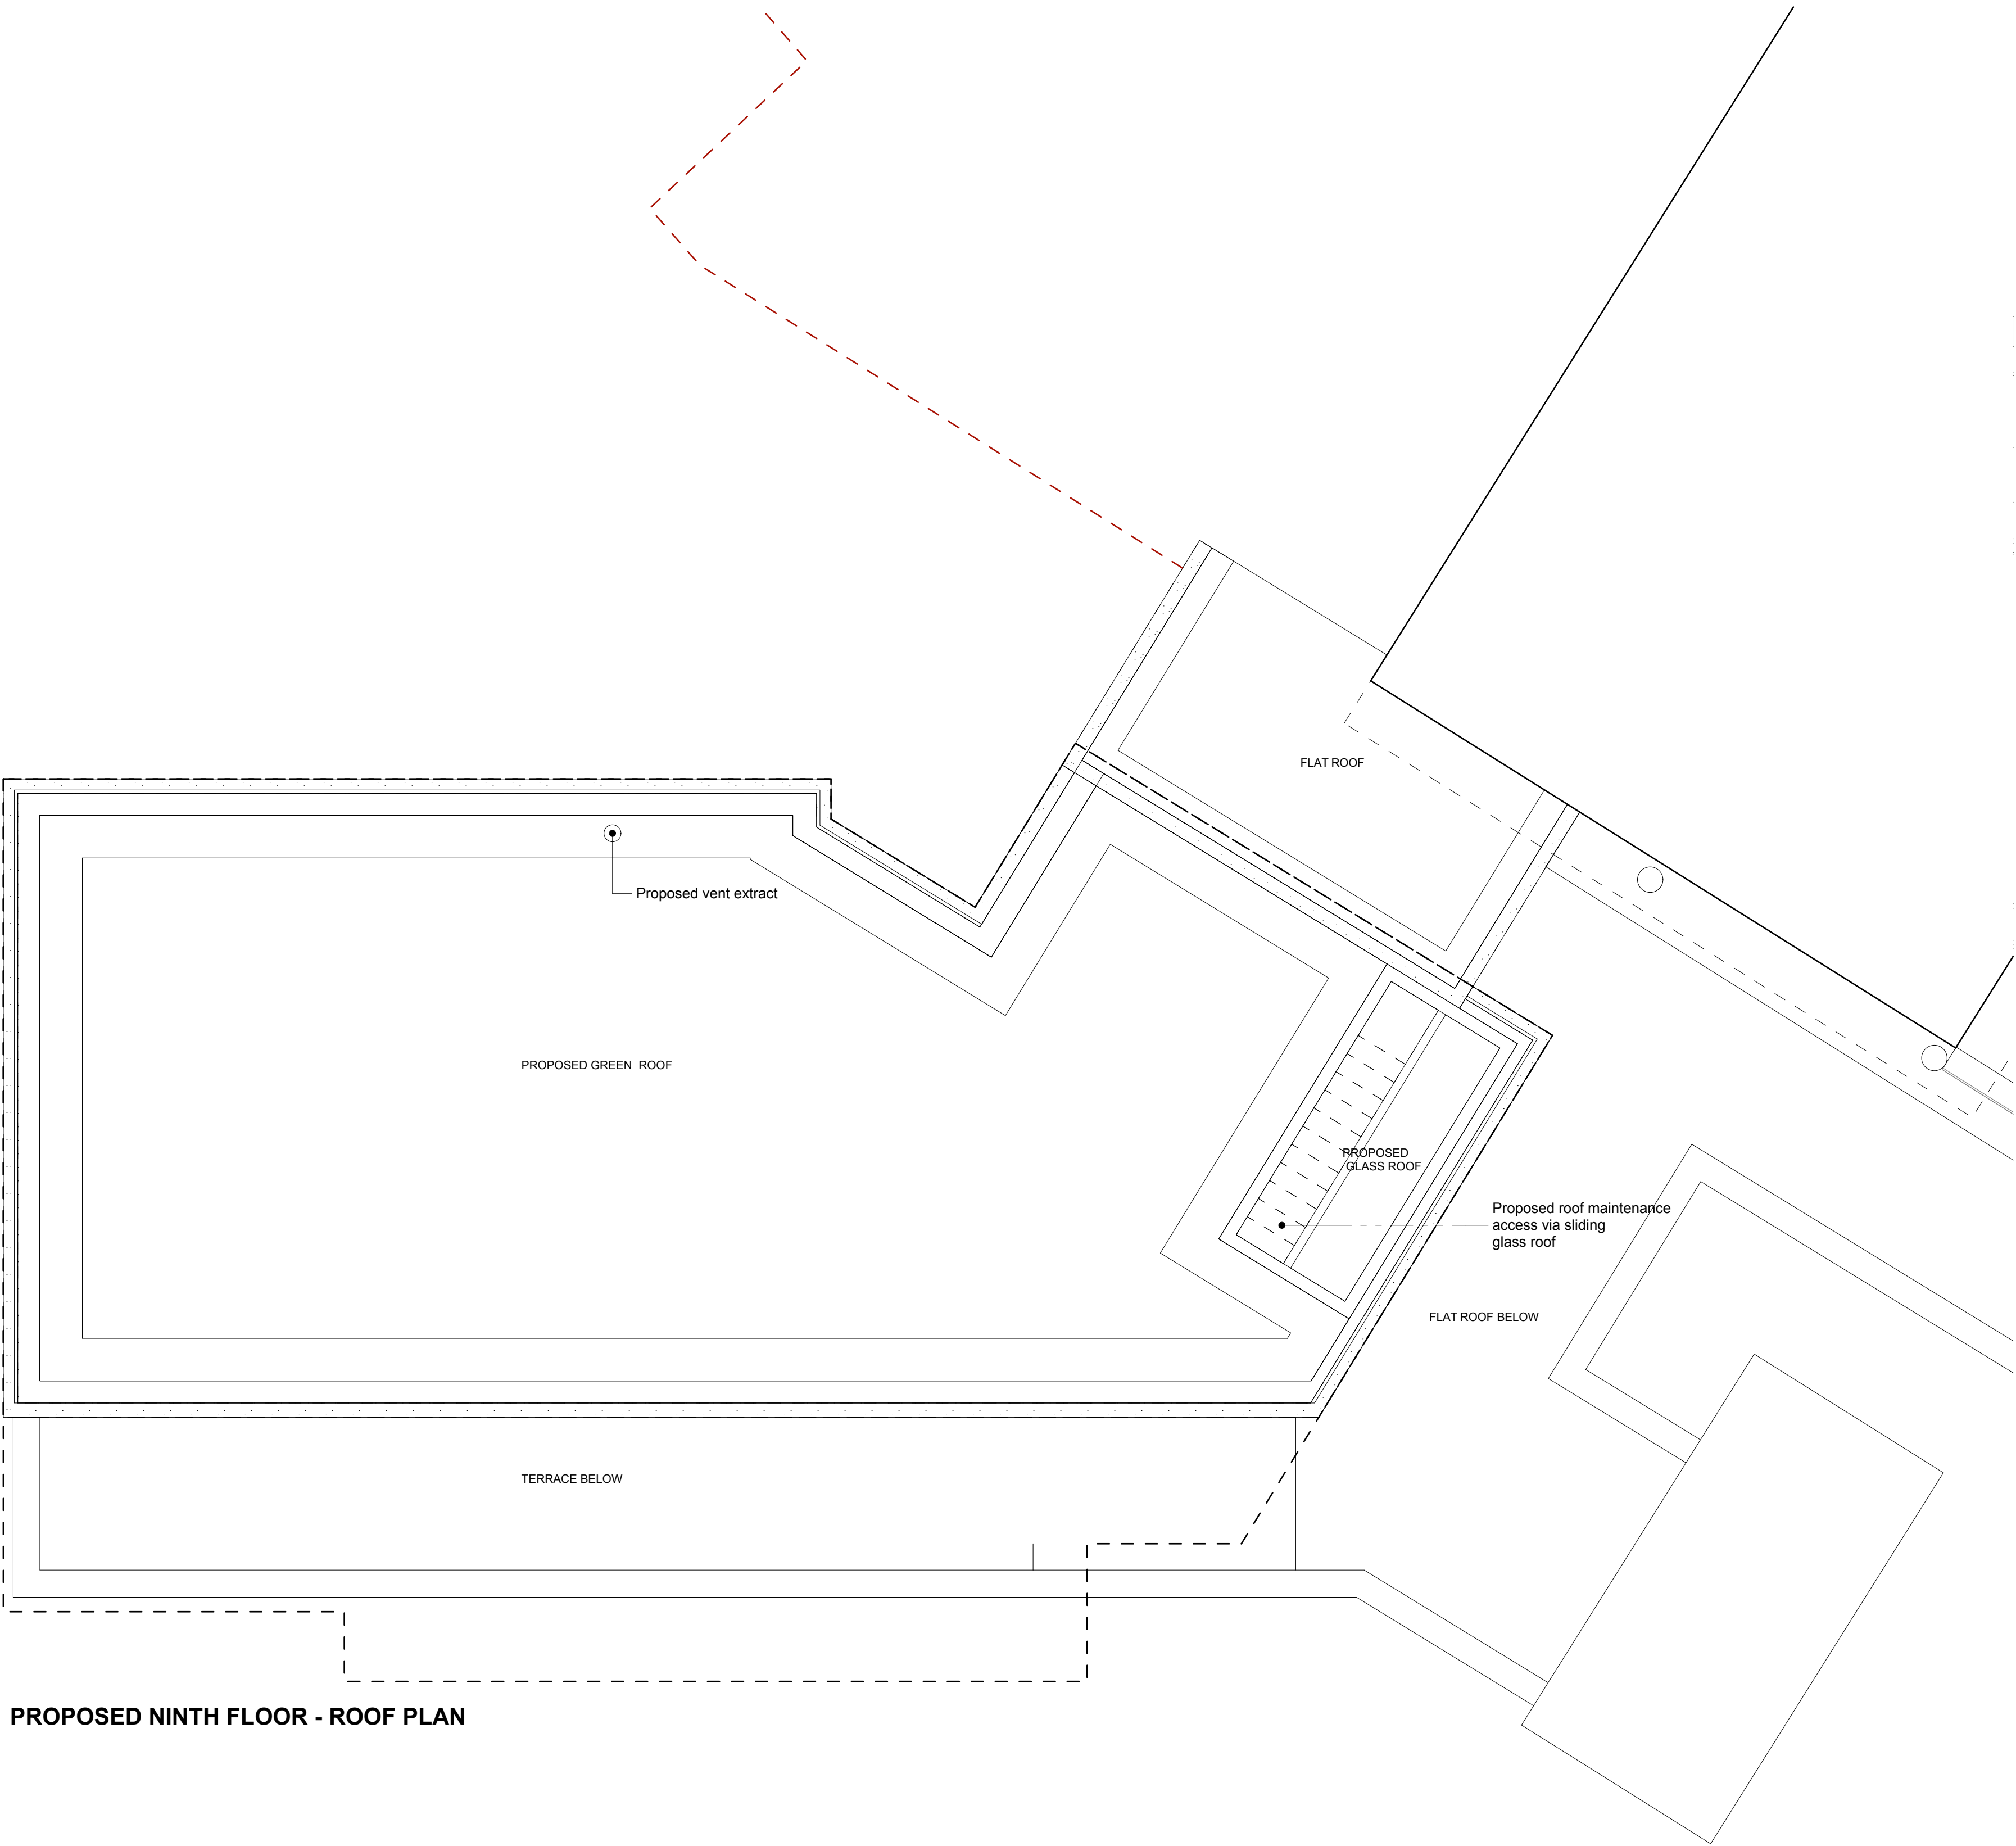 FLAT ROOF
Proposed vent extract
PROPOSED GREEN ROOF
PROPOSED
GLASS ROOF
Proposed roof maintenance
access via sliding
glass roof
FLAT ROOF BELOW
TERRACE BELOW
PROPOSED NINTH FLOOR - ROOF PLAN